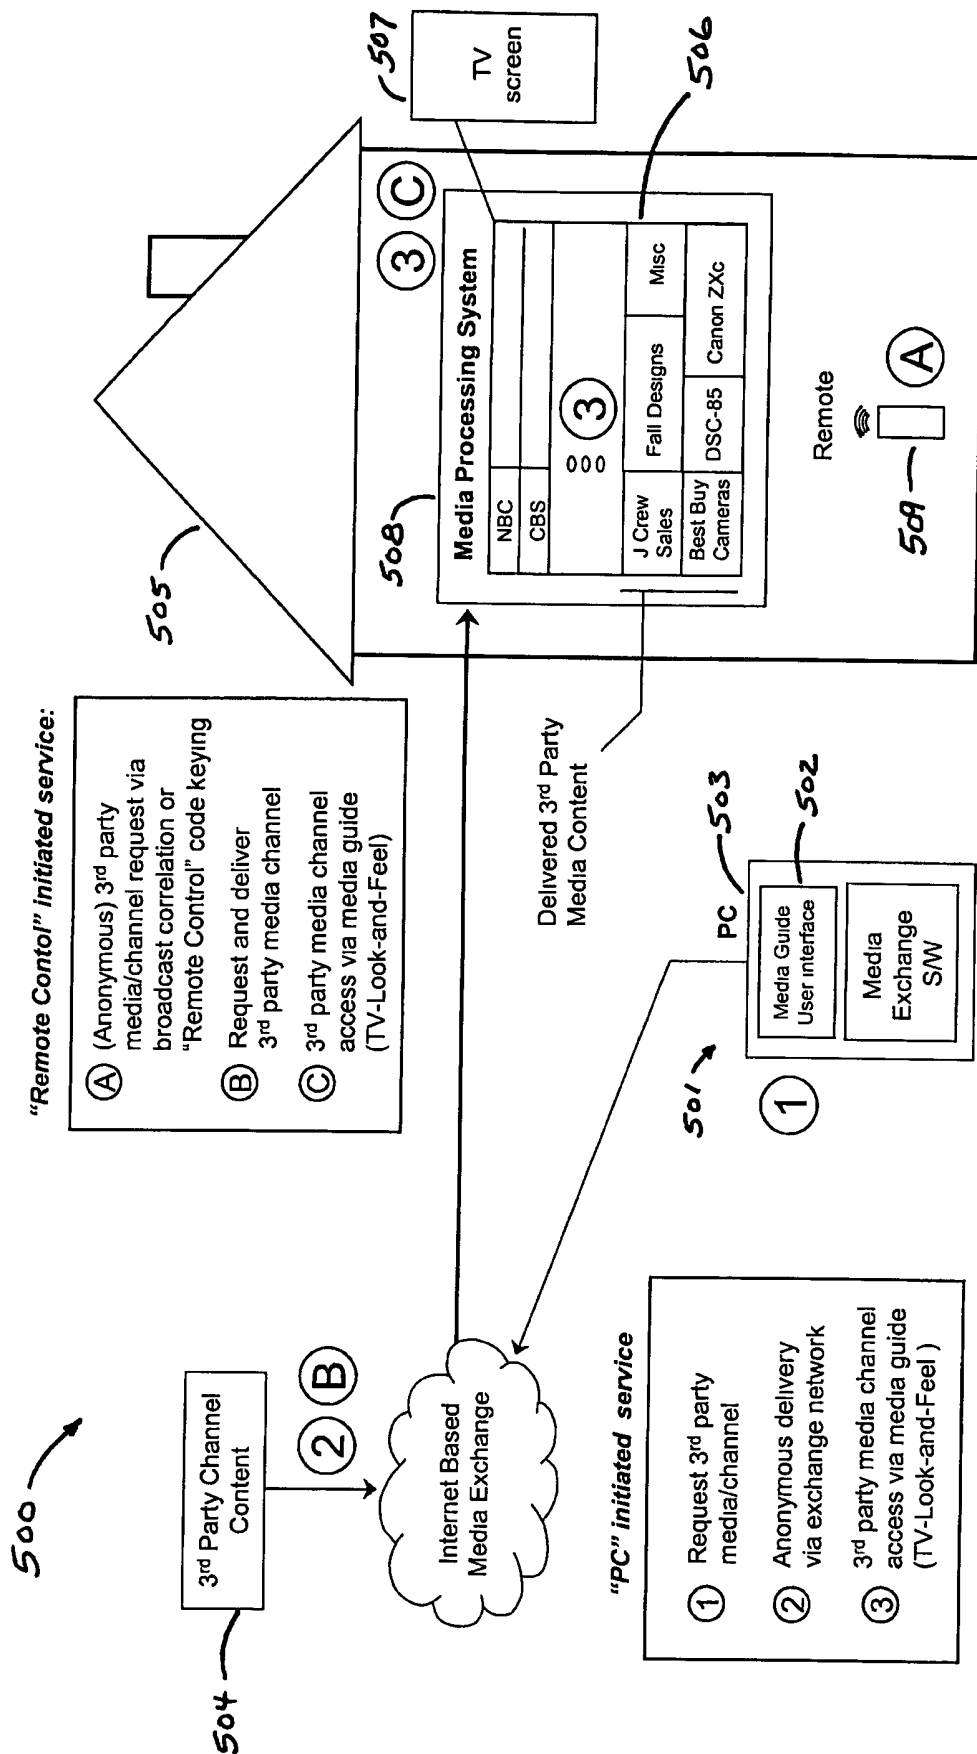 500
504
3rd Party Channel
Content
2 B
Internet Based
Media Exchange
"PC" initiated service
1 Request 3rd party
media/channel
2 Anonymous delivery
via exchange network
3 3rd party media channel
access via media guide
(TV-Look-and-Feel )
"Remote Contol" initiated service:
A (Anonymous) 3rd party
media/channel request via
broadcast correlation or
"Remote Control" code keying
B Request and deliver
3rd party media channel
C 3rd party media channel
access via media guide
(TV-Look-and-Feel)
Delivered 3rd Party
Media Content
501
1
PC
503
502
Media Guide
User interface
Media
Exchange
S/W
505
3 C
507
TV
screen
508
Media Processing System
NBC
CBS
000
3
J Crew
Sales
Fall Designs
Misc
Best Buy
Cameras
DSC-85
Canon ZXc
506
Remote
509
A